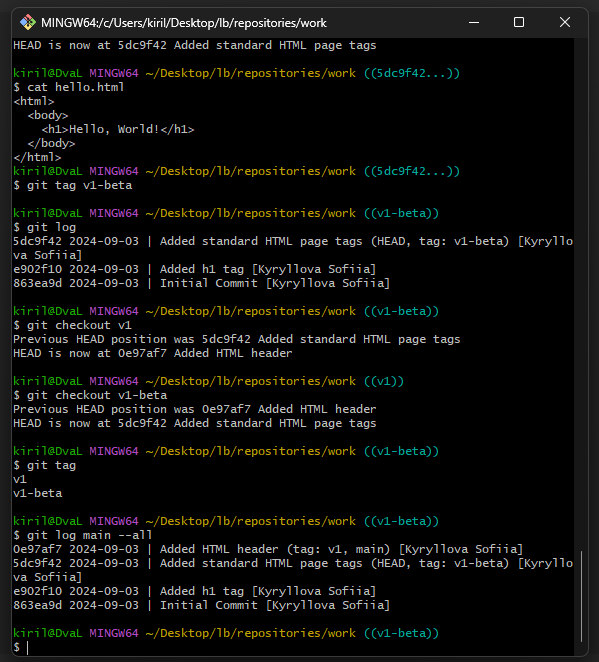 MINGW64:/c/Users/kiril/Desktop/lb/repositories/work
HEAD is now at 5dc9f42 Added standard HTML page tags
kiril@DvaL MINGW64 ~/Desktop/lb/repositories/work ((5dc9f42...))
$ cat hello.html
<html>
  <body>
    <h1>Hello, World!</h1>
  </body>
</html>
kiril@DvaL MINGW64 ~/Desktop/lb/repositories/work ((5dc9f42...))
$ git tag v1-beta
kiril@DvaL MINGW64 ~/Desktop/lb/repositories/work ((v1-beta))
$ git log
5dc9f42 2024-09-03 | Added standard HTML page tags (HEAD, tag: v1-beta) [Kyryllo
va Sofiia]
e902f10 2024-09-03 | Added h1 tag [Kyryllova Sofiia]
863ea9d 2024-09-03 | Initial Commit [Kyryllova Sofiia]
kiril@DvaL MINGW64 ~/Desktop/lb/repositories/work ((v1-beta))
$ git checkout v1
Previous HEAD position was 5dc9f42 Added standard HTML page tags
HEAD is now at 0e97af7 Added HTML header
kiril@DvaL MINGW64 ~/Desktop/lb/repositories/work ((v1))
$ git checkout v1-beta
Previous HEAD position was 0e97af7 Added HTML header
HEAD is now at 5dc9f42 Added standard HTML page tags
kiril@DvaL MINGW64 ~/Desktop/lb/repositories/work ((v1-beta))
$ git tag
v1
v1-beta
kiril@DvaL MINGW64 ~/Desktop/lb/repositories/work ((v1-beta))
$ git log main --all
0e97af7 2024-09-03 | Added HTML header (tag: v1, main) [Kyryllova Sofiia]
5dc9f42 2024-09-03 | Added standard HTML page tags (HEAD, tag: v1-beta) [Kyryllo
va Sofiia]
e902f10 2024-09-03 | Added h1 tag [Kyryllova Sofiia]
863ea9d 2024-09-03 | Initial Commit [Kyryllova Sofiia]
kiril@DvaL MINGW64 ~/Desktop/lb/repositories/work ((v1-beta))
$